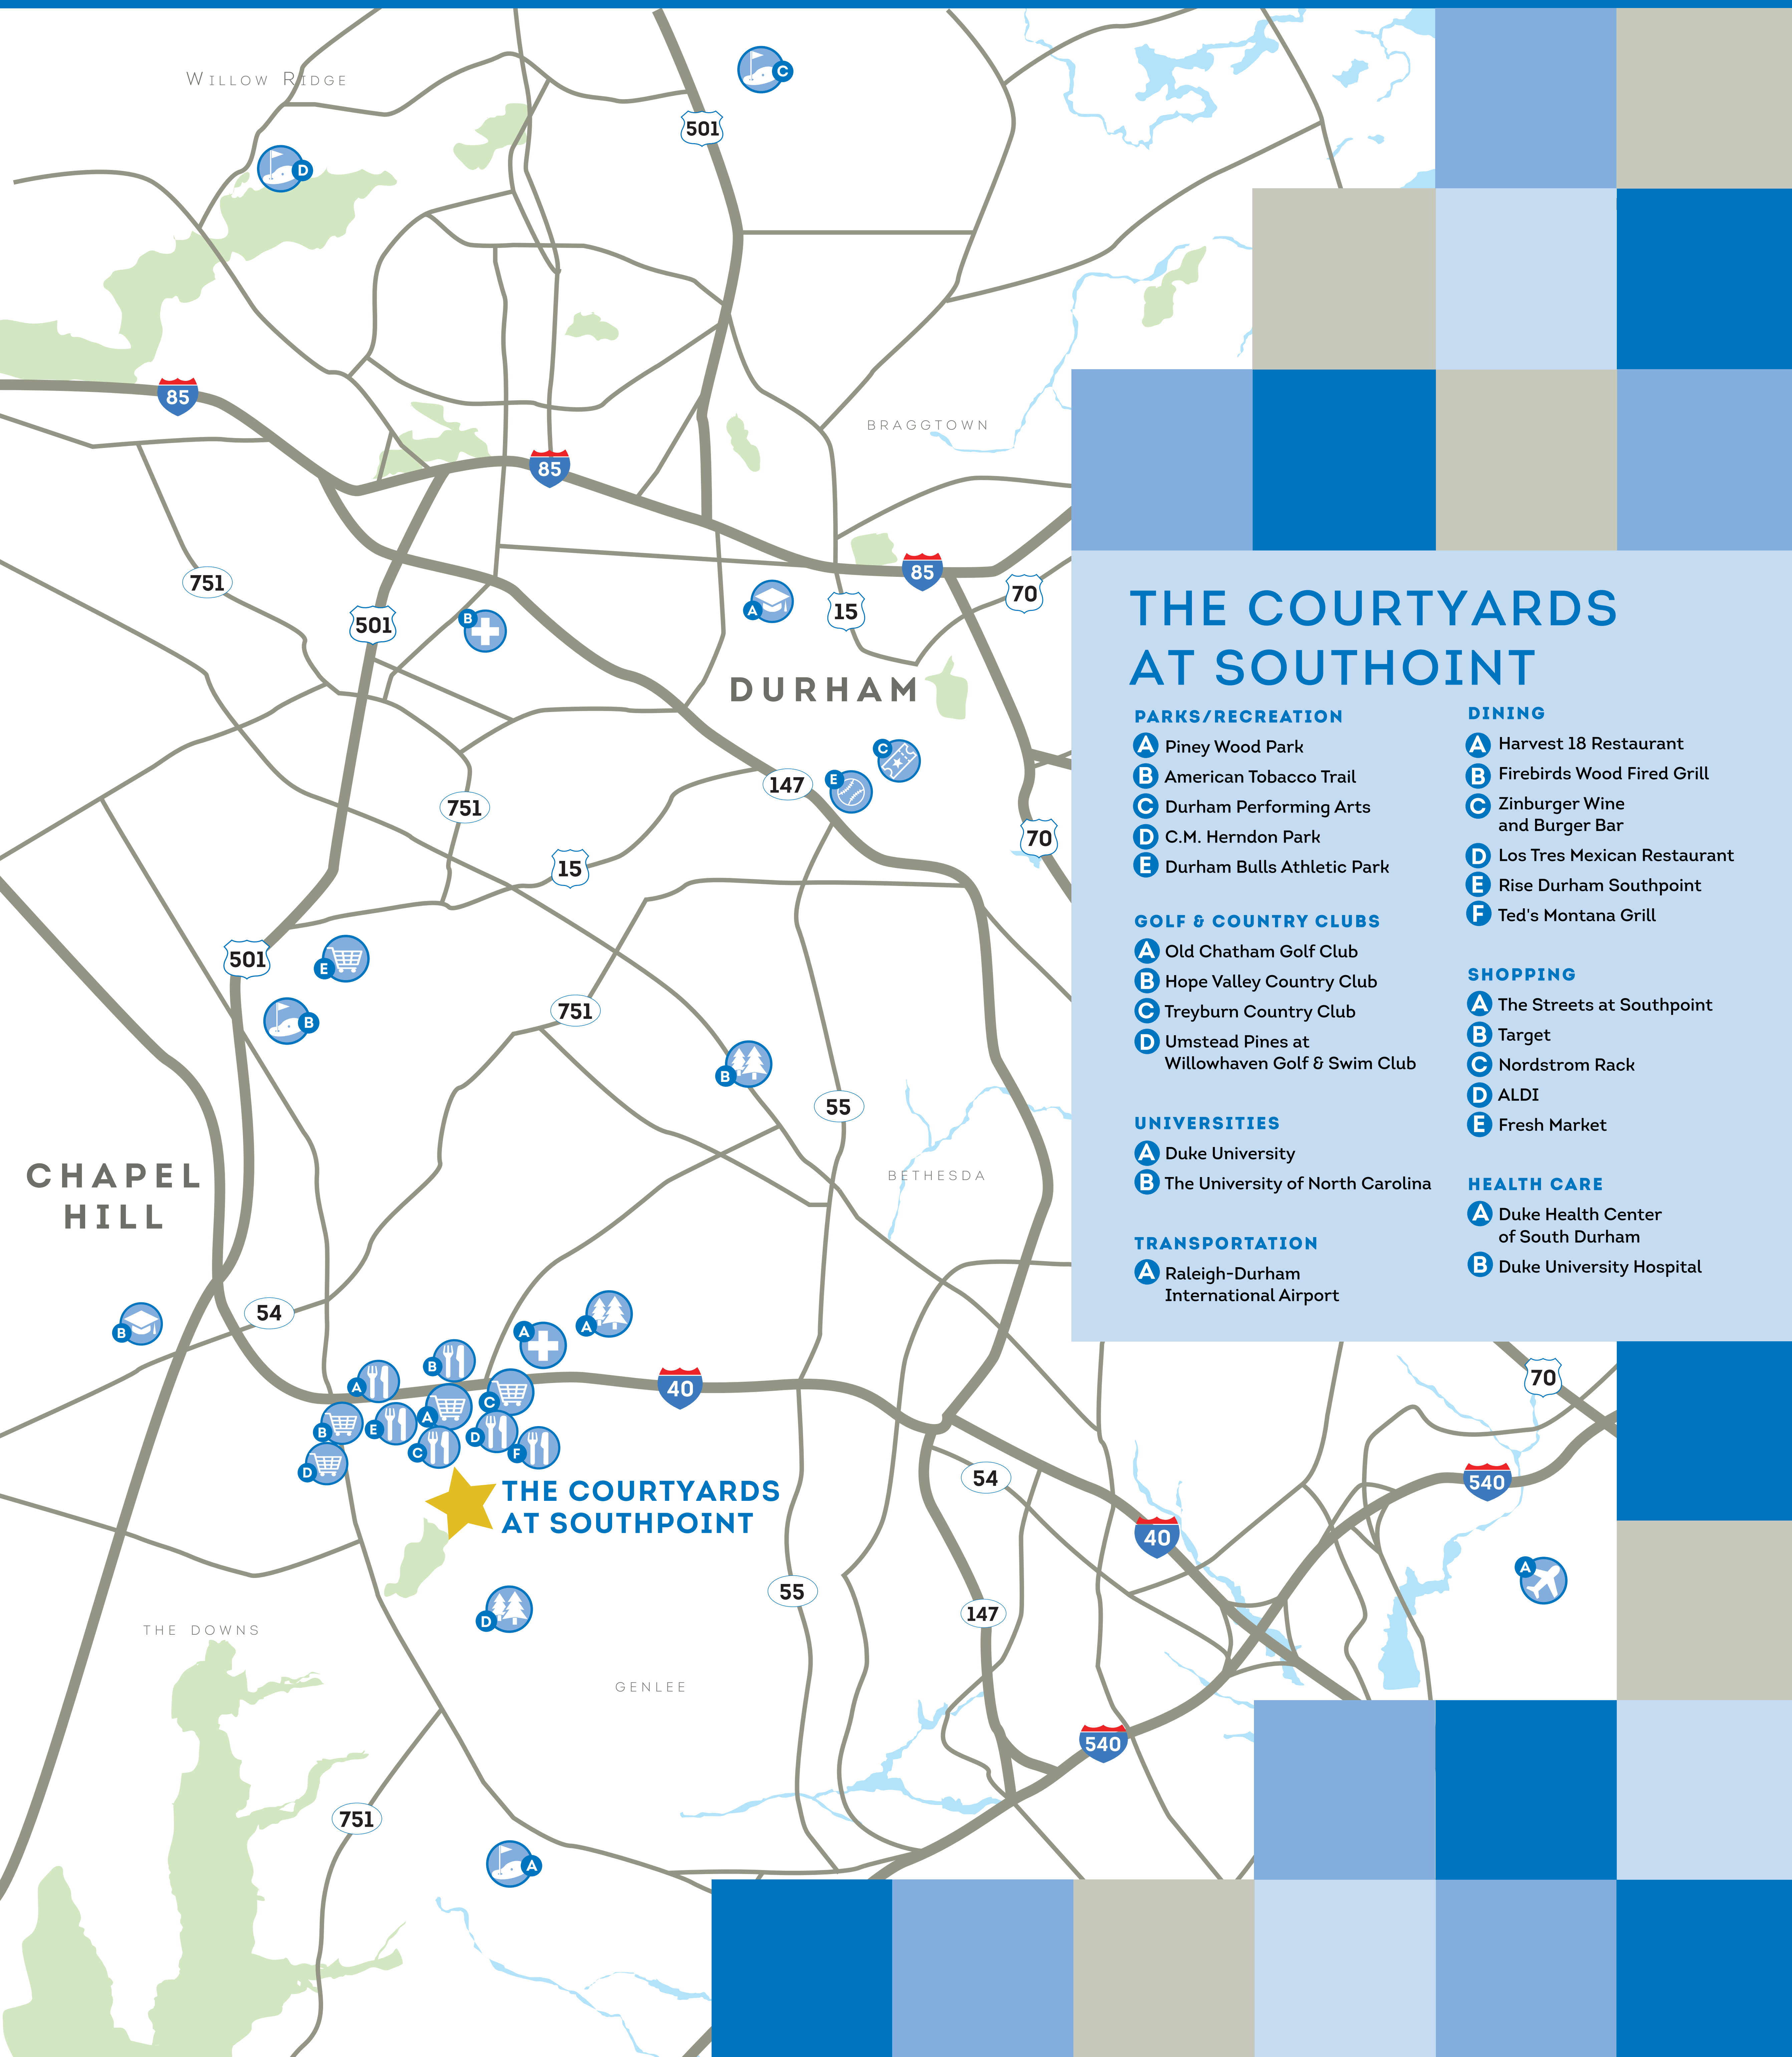 WILLOW RIDGE
C
501
D
85
BRAGGTOWN
85
85
751
A
15
70
501
B
DURHAM
C
E
147
751
70
15
501
E
B
751
B
55
CHAPEL
HILL
BETHESDA
B
54
A
A
B
A
40
C
A
B
E
C
D
F
D
THE COURTYARDS
AT SOUTHPOINT
54
70
540
40
A
55
147
D
THE DOWNS
GENLEE
540
751
A
THE COURTYARDS
AT SOUTHOINT
PARKS/RECREATION
A Piney Wood Park
B American Tobacco Trail
C Durham Performing Arts
D C.M. Herndon Park
E Durham Bulls Athletic Park
GOLF & COUNTRY CLUBS
A Old Chatham Golf Club
B Hope Valley Country Club
C Treyburn Country Club
D Umstead Pines at
Willowhaven Golf & Swim Club
UNIVERSITIES
A Duke University
B The University of North Carolina
TRANSPORTATION
A Raleigh-Durham
International Airport
DINING
A Harvest 18 Restaurant
B Firebirds Wood Fired Grill
C Zinburger Wine
and Burger Bar
D Los Tres Mexican Restaurant
E Rise Durham Southpoint
F Ted's Montana Grill
SHOPPING
A The Streets at Southpoint
B Target
C Nordstrom Rack
D ALDI
E Fresh Market
HEALTH CARE
A Duke Health Center
of South Durham
B Duke University Hospital